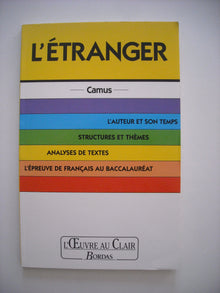 L'ÉTRANGER
Camus
L'AUTEUR ET SON TEMPS
STRUCTURES ET THÈMES
ANALYSES DE TEXTES
L'ÉPREUVE DE FRANÇAIS AU BACCALAURÉAT
L'ŒUVRE AU CLAIR
BORDAS